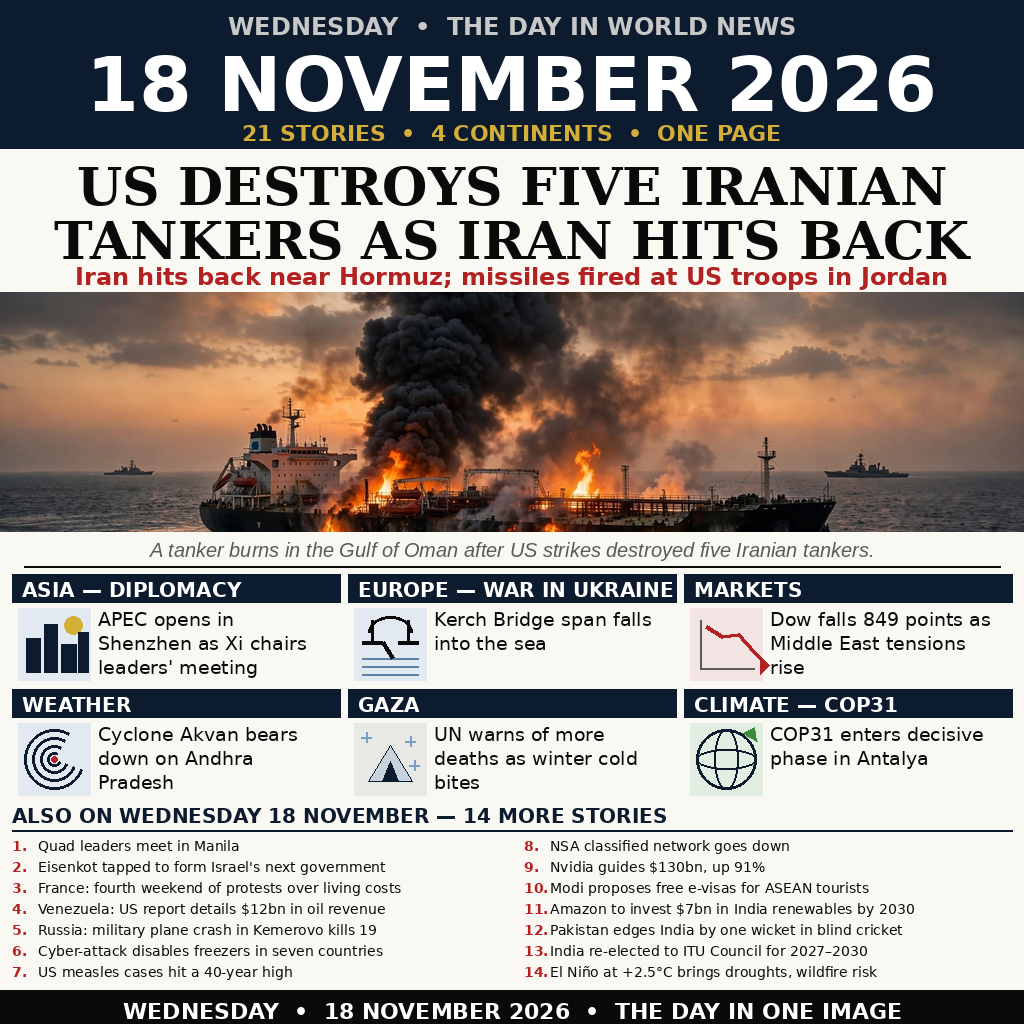 WEDNESDAY • THE DAY IN WORLD NEWS
18 NOVEMBER 2026
21 STORIES • 4 CONTINENTS • ONE PAGE
US DESTROYS FIVE IRANIAN
TANKERS AS IRAN HITS BACK
Iran hits back near Hormuz; missiles fired at US troops in Jordan
A tanker burns in the Gulf of Oman after US strikes destroyed five Iranian tankers.
ASIA — DIPLOMACY
APEC opens in
Shenzhen as Xi chairs
leaders' meeting
EUROPE — WAR IN UKRAINE
Kerch Bridge span falls
into the sea
MARKETS
Dow falls 849 points as
Middle East tensions
rise
WEATHER
Cyclone Akvan bears
down on Andhra
Pradesh
GAZA
UN warns of more
deaths as winter cold
bites
CLIMATE — COP31
COP31 enters decisive
phase in Antalya
ALSO ON WEDNESDAY 18 NOVEMBER — 14 MORE STORIES
1. Quad leaders meet in Manila
2. Eisenkot tapped to form Israel's next government
3. France: fourth weekend of protests over living costs
4. Venezuela: US report details $12bn in oil revenue
5. Russia: military plane crash in Kemerovo kills 19
6. Cyber-attack disables freezers in seven countries
7. US measles cases hit a 40-year high
8. NSA classified network goes down
9. Nvidia guides $130bn, up 91%
10. Modi proposes free e-visas for ASEAN tourists
11. Amazon to invest $7bn in India renewables by 2030
12. Pakistan edges India by one wicket in blind cricket
13. India re-elected to ITU Council for 2027–2030
14. El Niño at +2.5°C brings droughts, wildfire risk
WEDNESDAY • 18 NOVEMBER 2026 • THE DAY IN ONE IMAGE